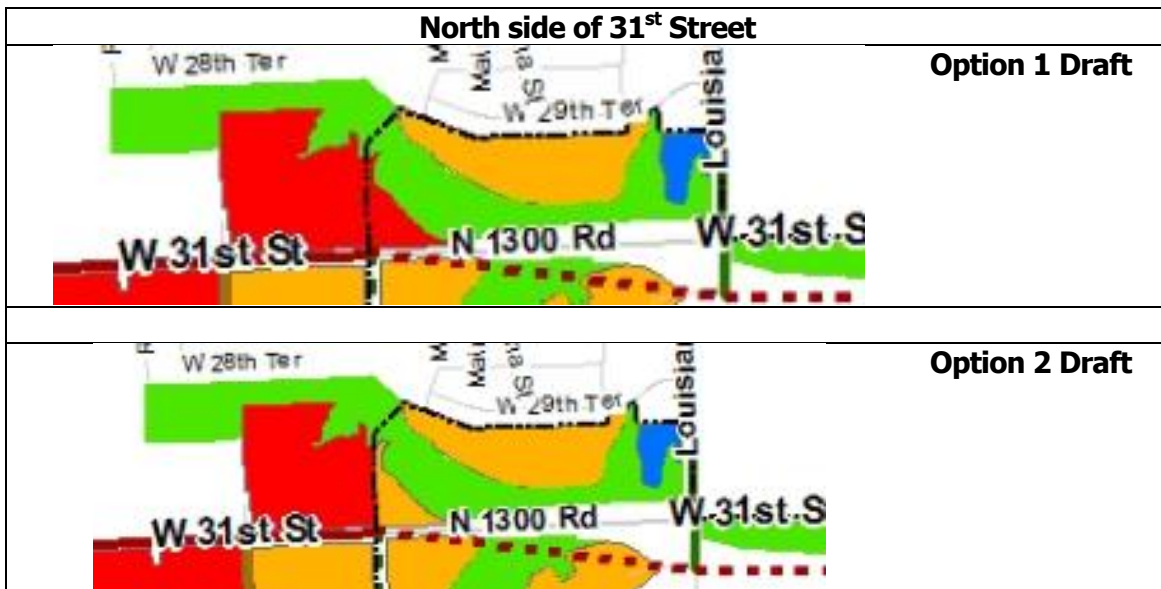 North side of 31st Street
Option 1 Draft
W 28th Ter
W 29th Ter
Louisia
W 31st St
N 1300 Rd
W 31st S
Option 2 Draft
W 28th Ter
W 29th Ter
Louisiar
W 31st St
N 1300 Rd
W 31st S